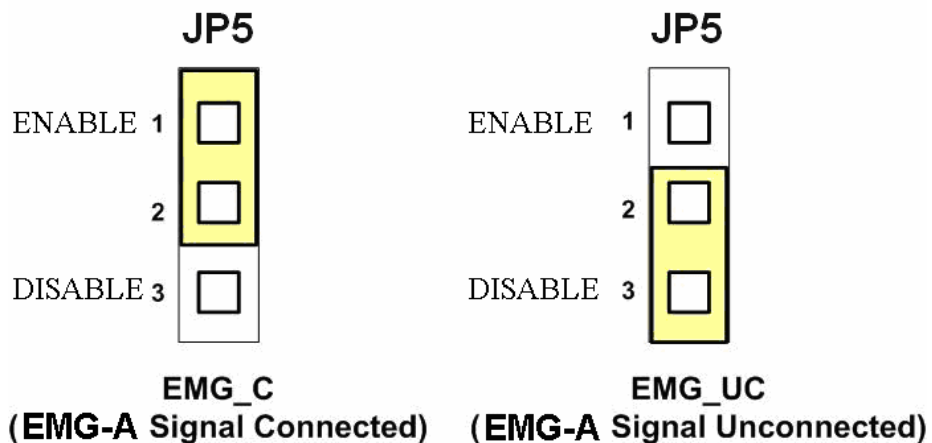 JP5
ENABLE 1
2
DISABLE 3
EMG_C
(EMG-A Signal Connected)
JP5
ENABLE 1
2
DISABLE 3
EMG_UC
(EMG-A Signal Unconnected)